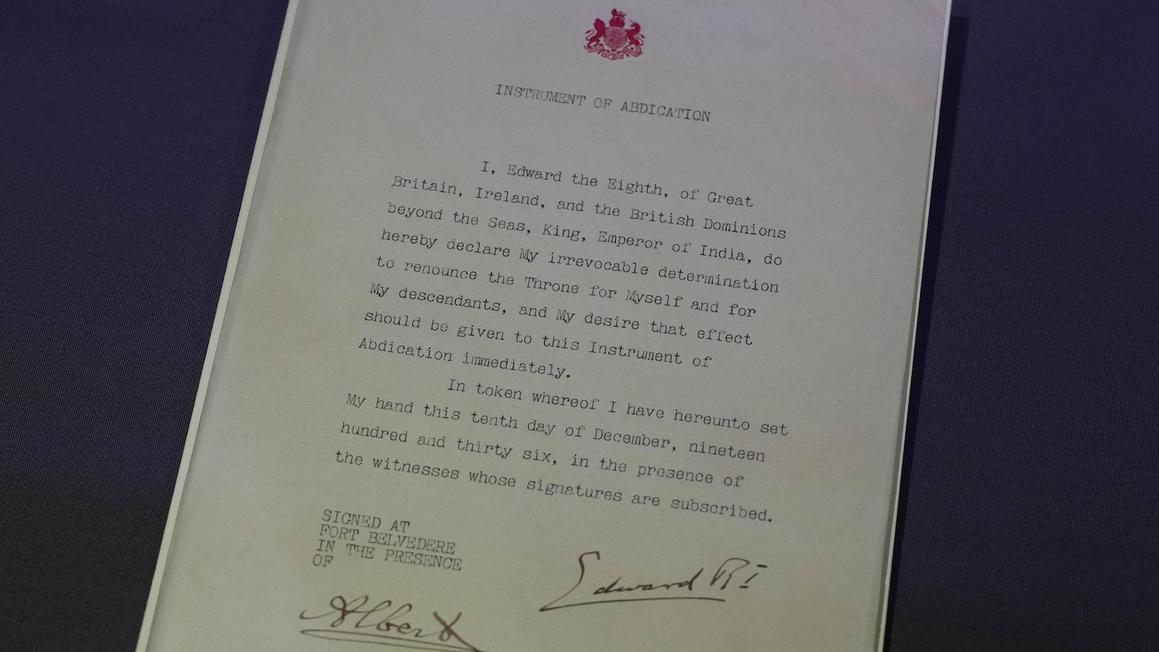 INSTRUMENT OF ABDICATION
I, Edward the Eighth, of Great
Britain, Ireland, and the British Dominions
beyond the Seas, King, Emperor of India, do
hereby declare My irrevocable determination
to renounce the Throne for Myself and for
My descendants, and My desire that effect
should be given to this Instrument of
Abdication immediately.
In token whereof I have hereunto set
My hand this tenth day of December, nineteen
hundred and thirty six, in the presence of
the witnesses whose signatures are subscribed.
SIGNED AT
FORT BELVEDERE
IN THE PRESENCE
OF
Edward RI
Albert